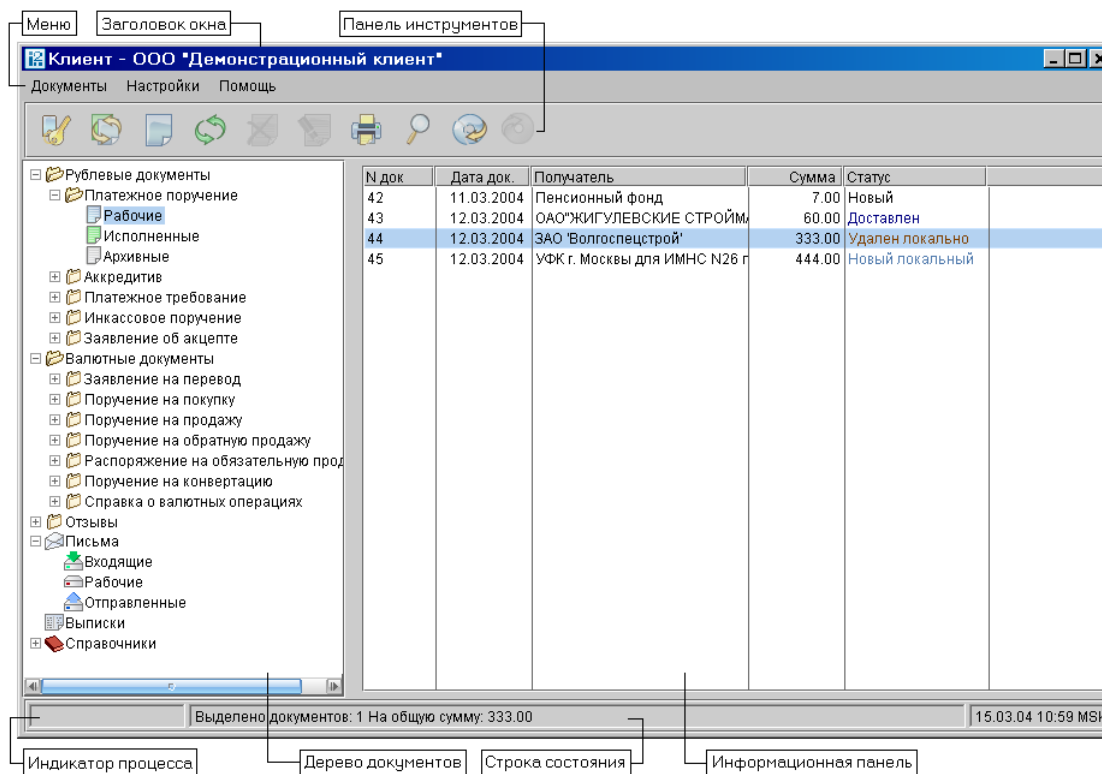 Меню Заголовок окна Панель инструментов
Клиент - ООО "Демонстрационный клиент"
Документы Настройки Помощь
Рублевые документы
Платежное поручение
Рабочие
Исполненные
Архивные
Аккредитив
Платежное требование
Инкассовое поручение
Заявление об акцепте
Валютные документы
Заявление на перевод
Поручение на покупку
Поручение на продажу
Поручение на обратную продажу
Распоряжение на обязательную прод
Поручение на конвертацию
Справка о валютных операциях
Отзывы
Письма
Входящие
Рабочие
Отправленные
Выписки
Справочники
N док Дата док. Получатель Сумма Статус
42 11.03.2004 Пенсионный фонд 7.00 Новый
43 12.03.2004 ОАО"ЖИГУЛЕВСКИЕ СТРОЙМА 60.00 Доставлен
44 12.03.2004 ЗАО 'Волгоспецстрой' 333.00 Удален локально
45 12.03.2004 УФК г. Москвы для ИМНС N26 г 444.00 Новый локальный
Выделено документов: 1 На общую сумму: 333.00 15.03.04 10:59 MSK
Индикатор процесса Дерево документов Строка состояния Информационная панель